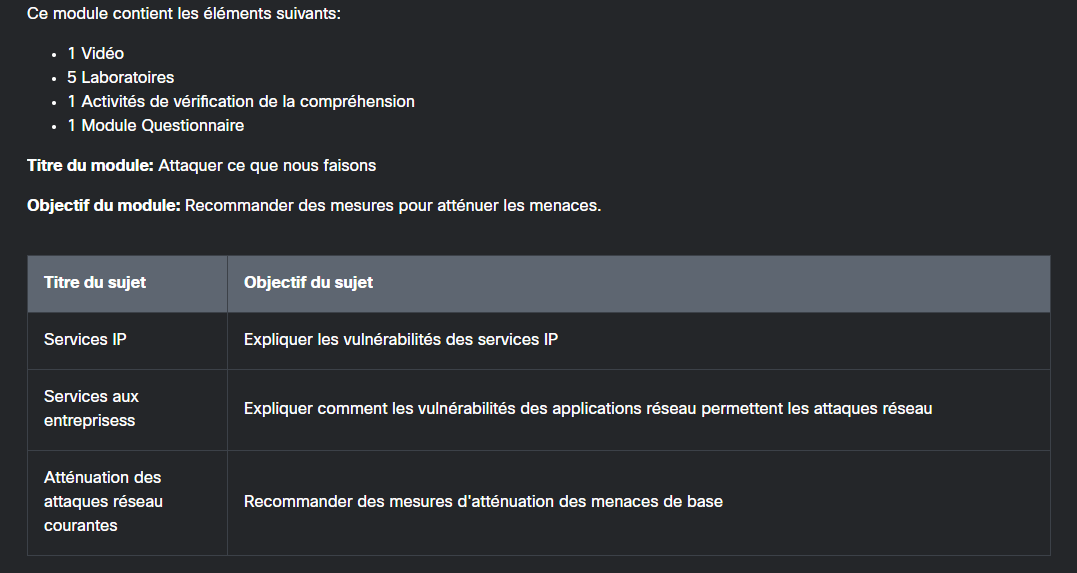 Ce module contient les éléments suivants:
• 1 Vidéo
• 5 Laboratoires
• 1 Activités de vérification de la compréhension
• 1 Module Questionnaire
Titre du module: Attaquer ce que nous faisons
Objectif du module: Recommander des mesures pour atténuer les menaces.
Titre du sujet
Objectif du sujet
Services IP
Expliquer les vulnérabilités des services IP
Services aux
entreprisess
Expliquer comment les vulnérabilités des applications réseau permettent les attaques réseau
Atténuation des
attaques réseau
courantes
Recommander des mesures d'atténuation des menaces de base